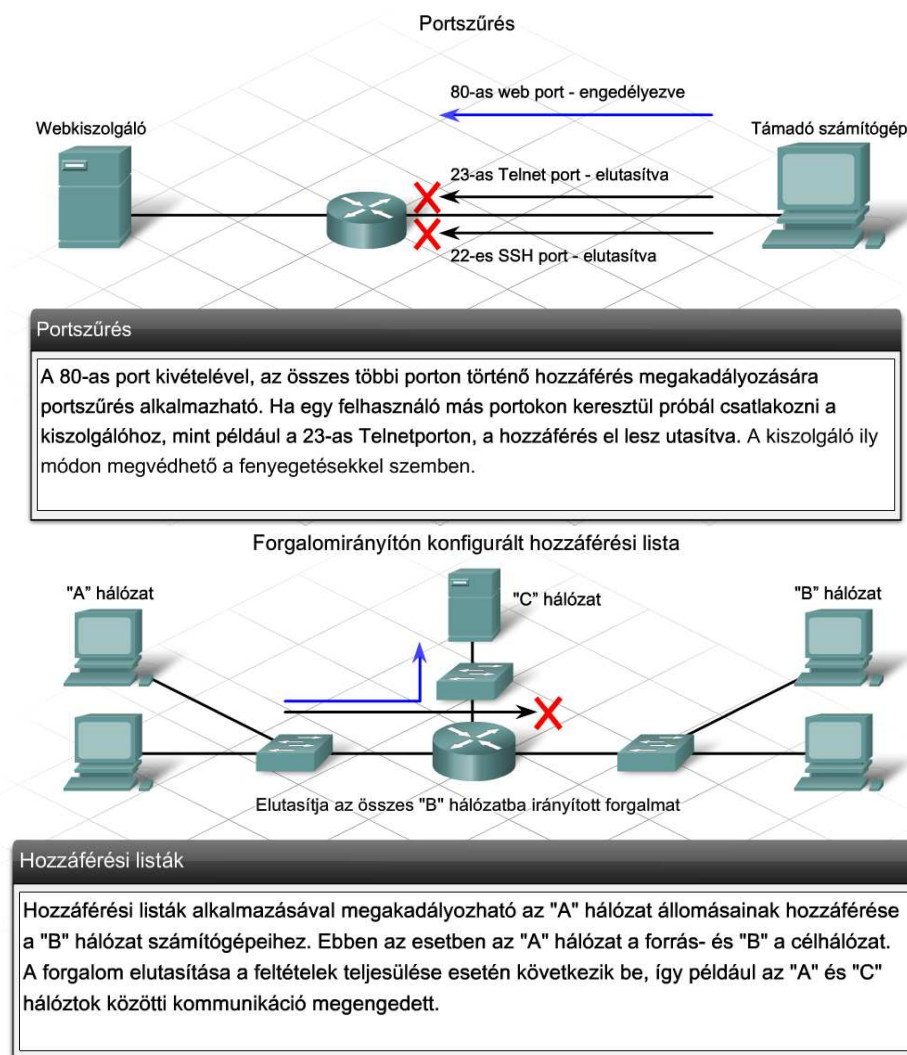 Portszűrés
80-as web port - engedélyezve
Webkiszolgáló
Támadó számítógép
23-as Telnet port - elutasítva
22-es SSH port - elutasítva
Portszűrés
A 80-as port kivételével, az összes többi porton történő hozzáférés megakadályozására
portszűrés alkalmazható. Ha egy felhasználó más portokon keresztül próbál csatlakozni a
kiszolgálóhoz, mint például a 23-as Telnetporton, a hozzáférés el lesz utasítva. A kiszolgáló ily
módon megvédhető a fenyegetésekkel szemben.
Forgalomirányítón konfigurált hozzáférési lista
"A" hálózat
"C" hálózat
"B" hálózat
Elutasítja az összes "B" hálózatba irányított forgalmat
Hozzáférési listák
Hozzáférési listák alkalmazásával megakadályozható az "A" hálózat állomásainak hozzáférése
a "B" hálózat számítógépeihez. Ebben az esetben az "A" hálózat a forrás- és "B" a célhálózat.
A forgalom elutasítása a feltételek teljesülése esetén következik be, így például az "A" és "C"
hálóztok közötti kommunikáció megengedett.